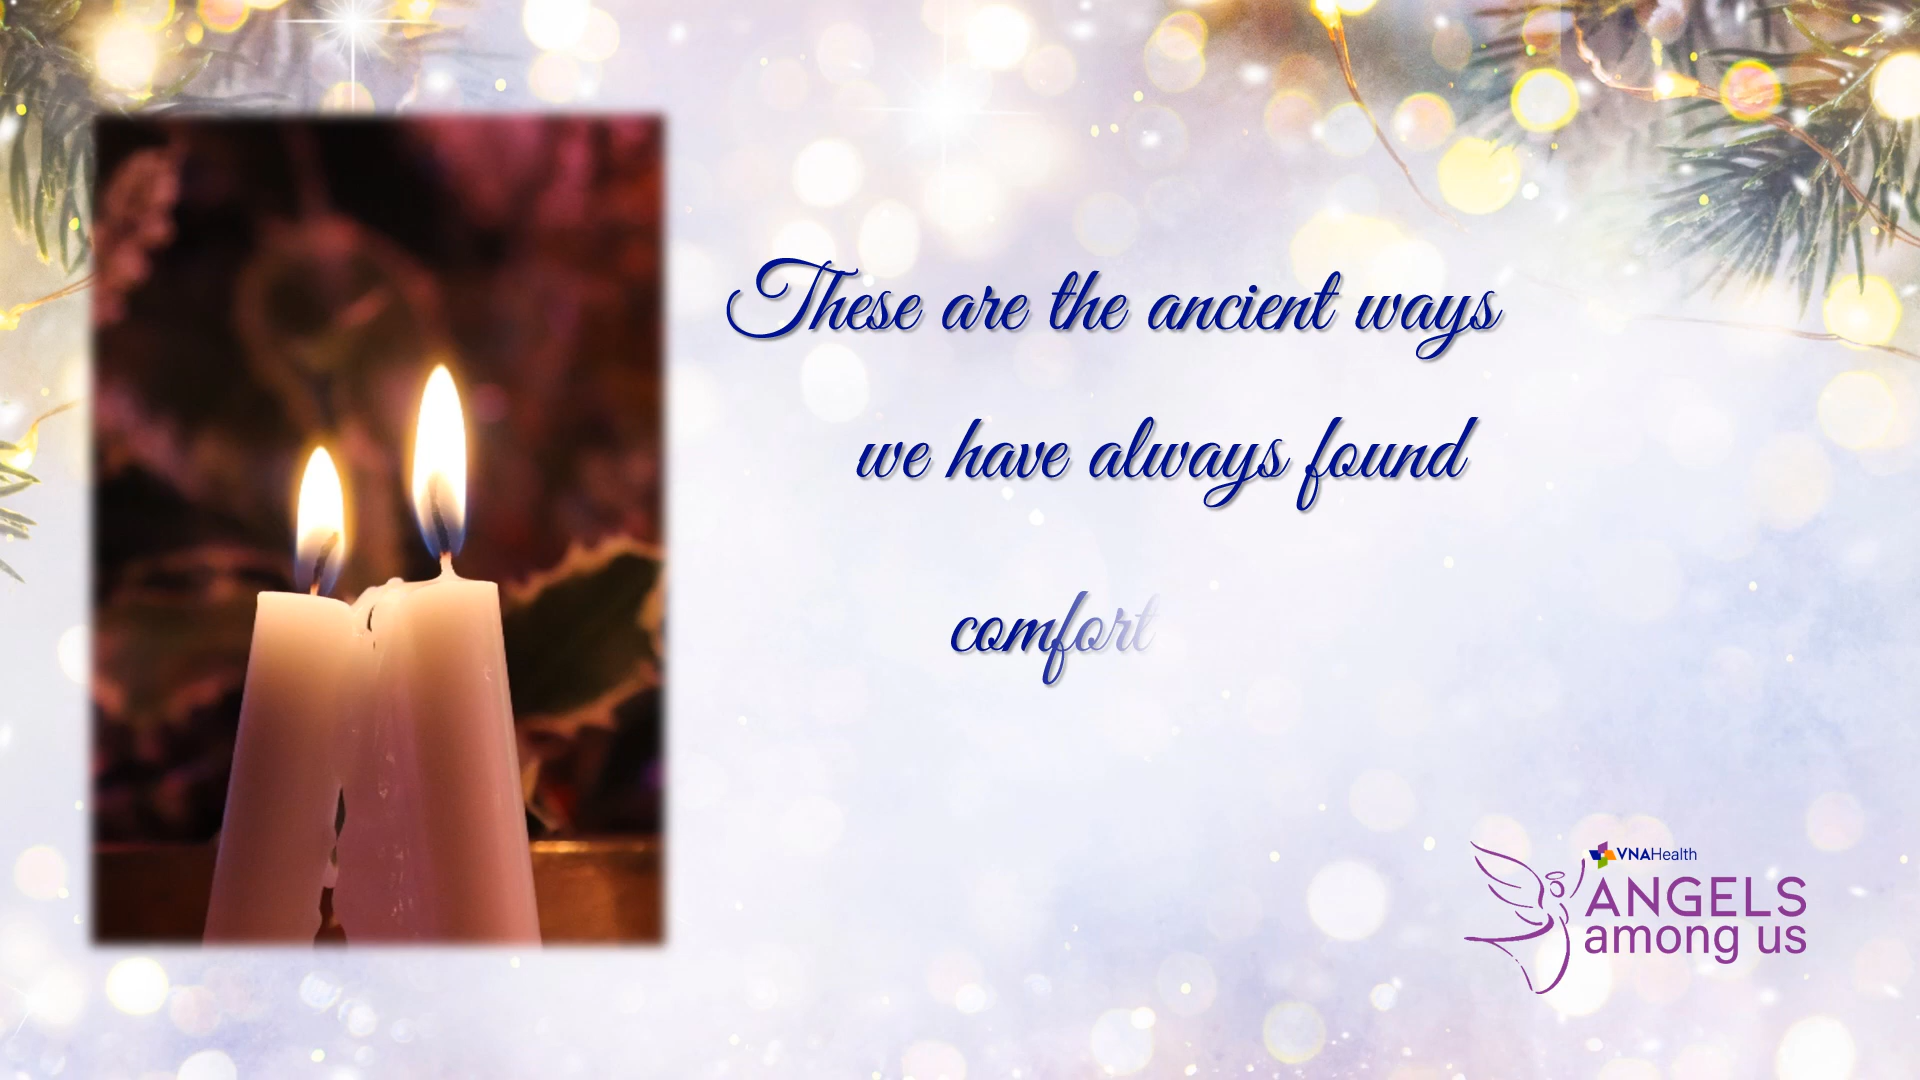 These are the ancient ways
we have always found
comfort
VNAHealth
ANGELS
among us